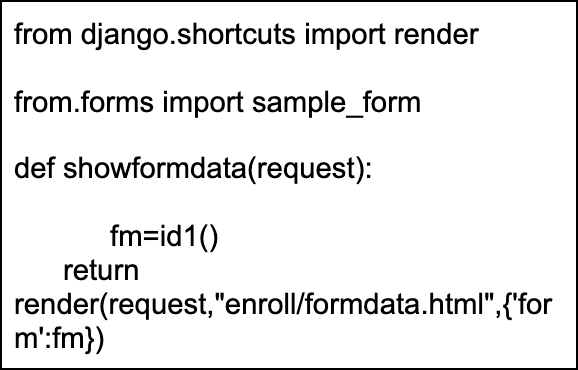 from django.shortcuts import render
from.forms import sample_form
def showformdata(request):
fm=id1()
return
render(request,"enroll/formdata.html",{'for
m':fm})